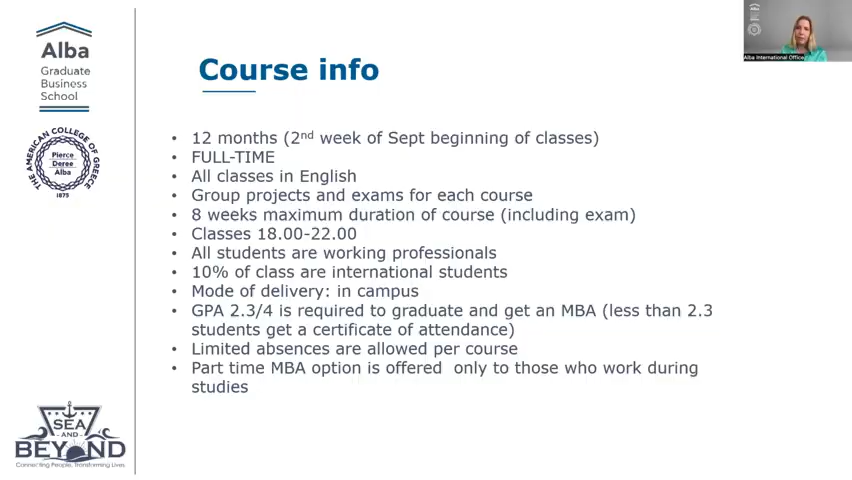 Alba
Graduate
Business
School
THE AMERICAN COLLEGE OF GREECE
Pierce
Deree
Alba
1875
SEA
AND
BEYOND
Connecting People, Transforming Lives
Course info
• 12 months (2nd week of Sept beginning of classes)
• FULL-TIME
• All classes in English
• Group projects and exams for each course
• 8 weeks maximum duration of course (including exam)
• Classes 18.00-22.00
• All students are working professionals
• 10% of class are international students
• Mode of delivery: in campus
• GPA 2.3/4 is required to graduate and get an MBA (less than 2.3
students get a certificate of attendance)
• Limited absences are allowed per course
• Part time MBA option is offered  only to those who work during
studies
Alba International Office